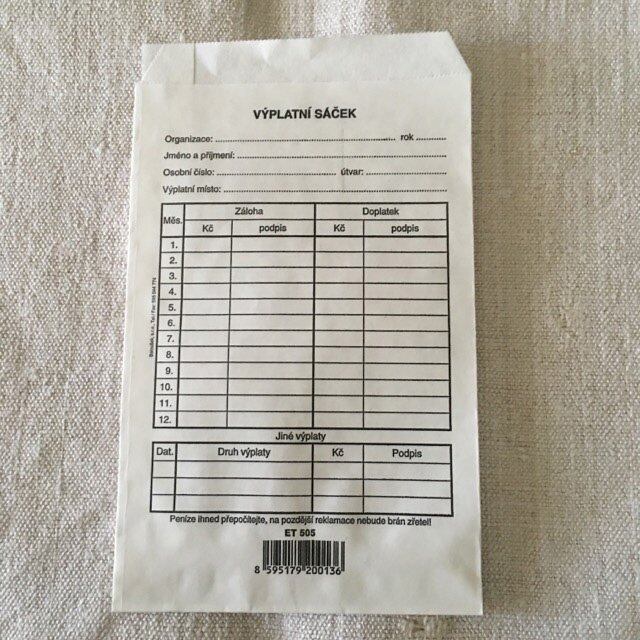 VÝPLATNÍ SÁČEK
Organizace: ........ rok ........
Jméno a příjmení: ........
Osobní číslo: ........ útvar: ........
Výplatní místo: ........
Měs. Záloha Doplatek
Kč podpis Kč podpis
1.
2.
3.
4.
5.
6.
7.
8.
9.
10.
11.
12.
Jiné výplaty
Dat. Druh výplaty Kč Podpis
Peníze ihned přepočítejte, na pozdější reklamace nebude brán zřetel!
ET 505
8 595179 200136